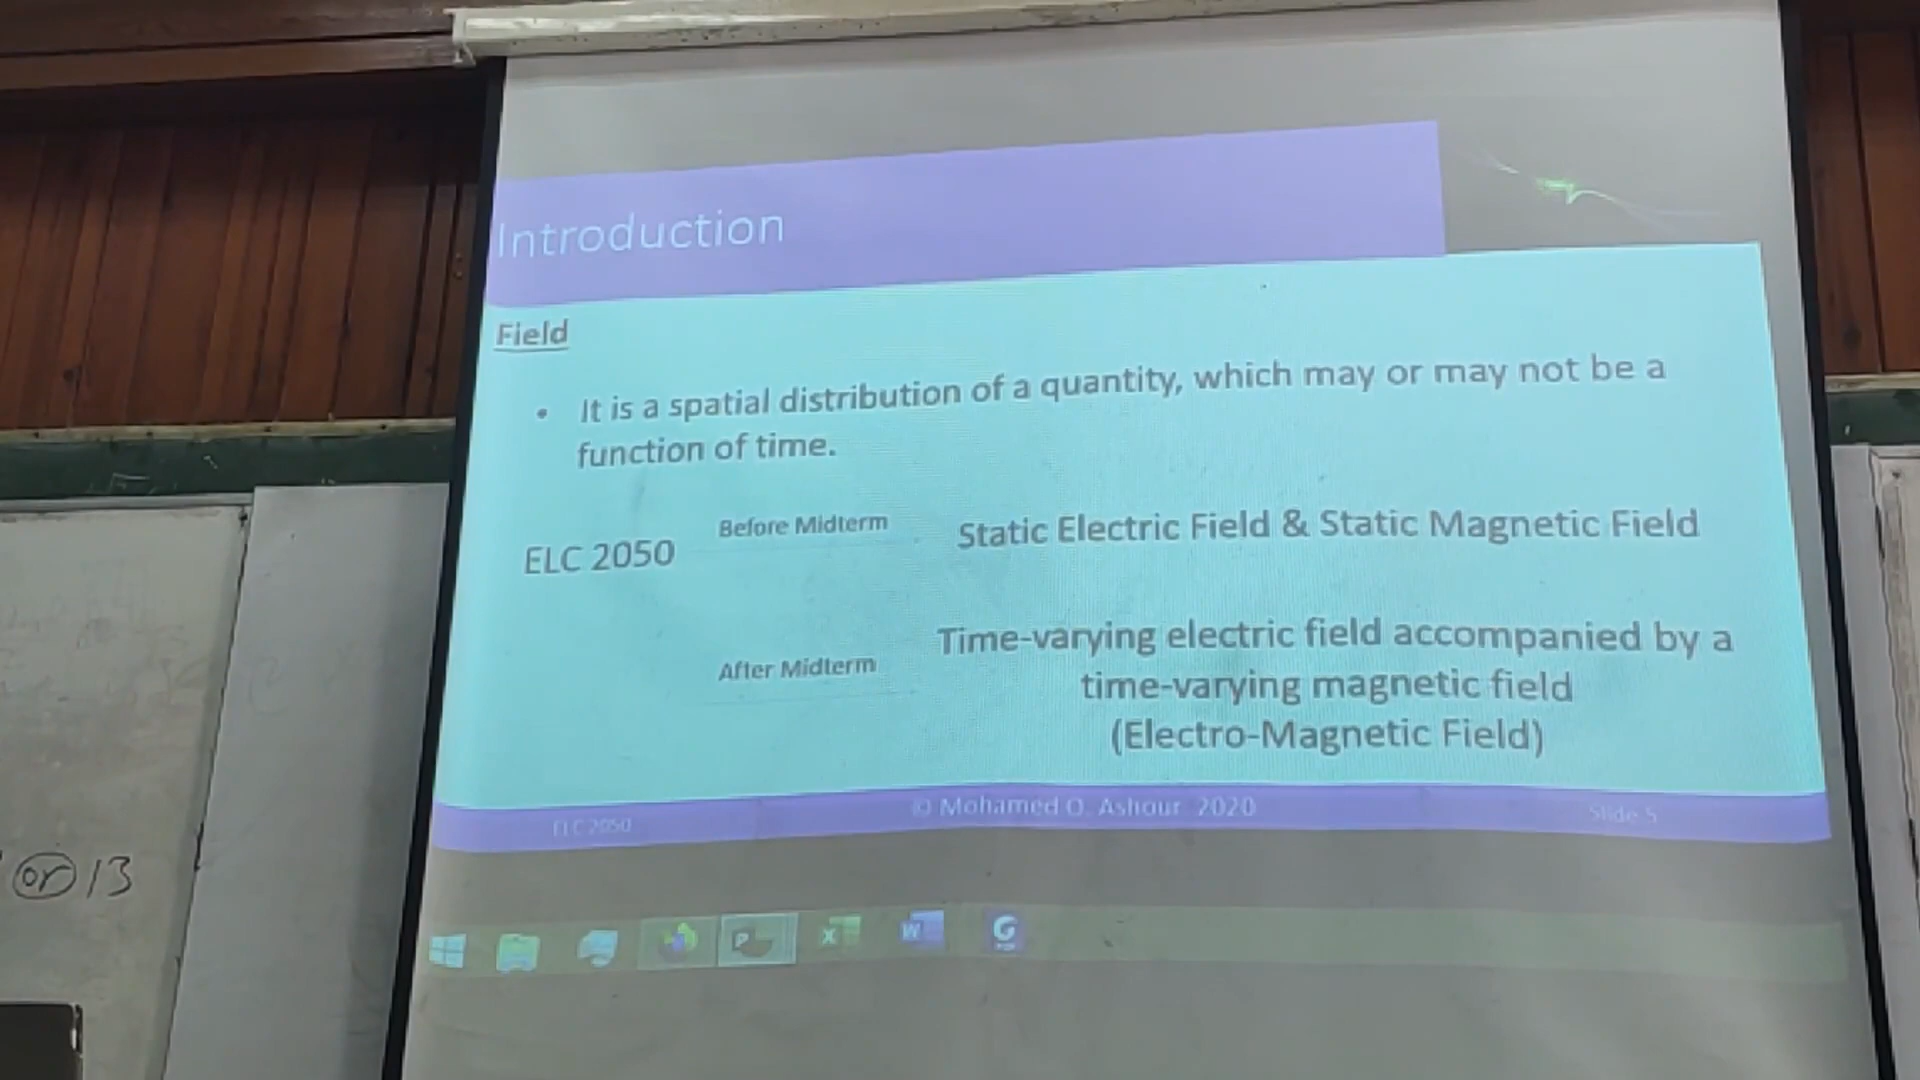 Introduction
Field
• It is a spatial distribution of a quantity, which may or may not be a
function of time.
ELC 2050
Before Midterm
Static Electric Field & Static Magnetic Field
After Midterm
Time-varying electric field accompanied by a
time-varying magnetic field
(Electro-Magnetic Field)
ELC 2050
© Mohamed O. Ashour 2020
Slide 5
or 13